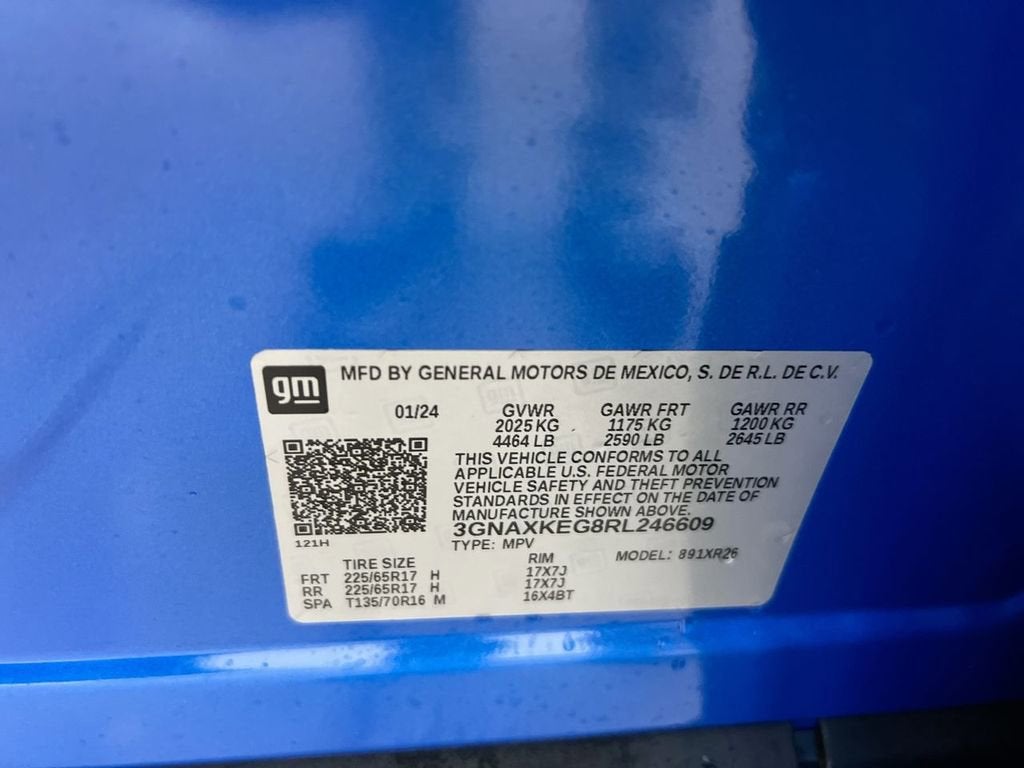 gm
MFD BY GENERAL MOTORS DE MEXICO, S. DE R.L. DE C.V.
01/24 GVWR GAWR FRT GAWR RR
2025 KG 1175 KG 1200 KG
4464 LB 2590 LB 2645 LB
THIS VEHICLE CONFORMS TO ALL
APPLICABLE U.S. FEDERAL MOTOR
VEHICLE SAFETY AND THEFT PREVENTION
STANDARDS IN EFFECT ON THE DATE OF
MANUFACTURE SHOWN ABOVE.
3GNAXKEG8RL246609
121H
TYPE: MPV MODEL: 891XR26
TIRE SIZE RIM
FRT 225/65R17 H 17X7J
RR 225/65R17 H 17X7J
SPA T135/70R16 M 16X4BT